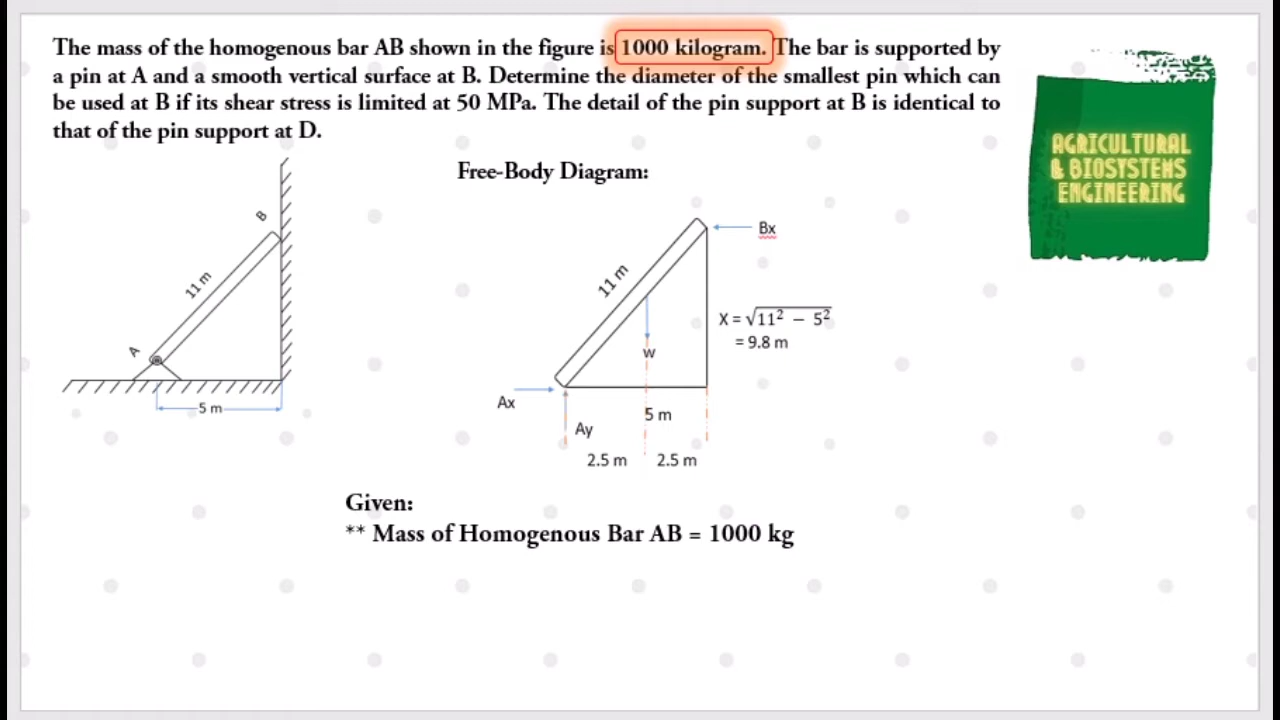 The mass of the homogenous bar AB shown in the figure is 1000 kilogram. The bar is supported by
a pin at A and a smooth vertical surface at B. Determine the diameter of the smallest pin which can
be used at B if its shear stress is limited at 50 MPa. The detail of the pin support at B is identical to
that of the pin support at D.
AGRICULTURAL
& BIOSYSTEMS
ENGINEERING
Free-Body Diagram:
B
11 m
A
5 m
Bx
11 m
X = √11² − 5²
= 9.8 m
w
Ax
5 m
Ay
2.5 m 2.5 m
Given:
** Mass of Homogenous Bar AB = 1000 kg